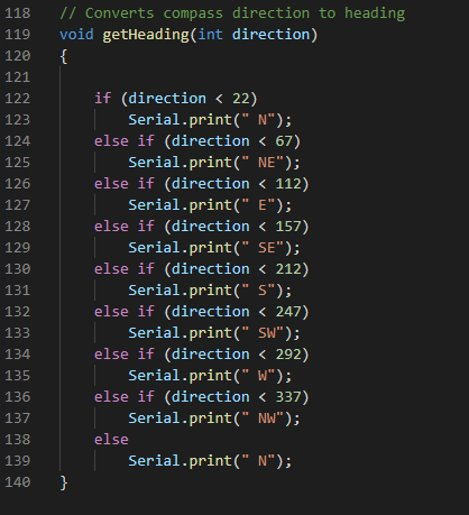 118 // Converts compass direction to heading
119 void getHeading(int direction)
120 {
121
122     if (direction < 22)
123         Serial.print(" N");
124     else if (direction < 67)
125         Serial.print(" NE");
126     else if (direction < 112)
127         Serial.print(" E");
128     else if (direction < 157)
129         Serial.print(" SE");
130     else if (direction < 212)
131         Serial.print(" S");
132     else if (direction < 247)
133         Serial.print(" SW");
134     else if (direction < 292)
135         Serial.print(" W");
136     else if (direction < 337)
137         Serial.print(" NW");
138     else
139         Serial.print(" N");
140 }